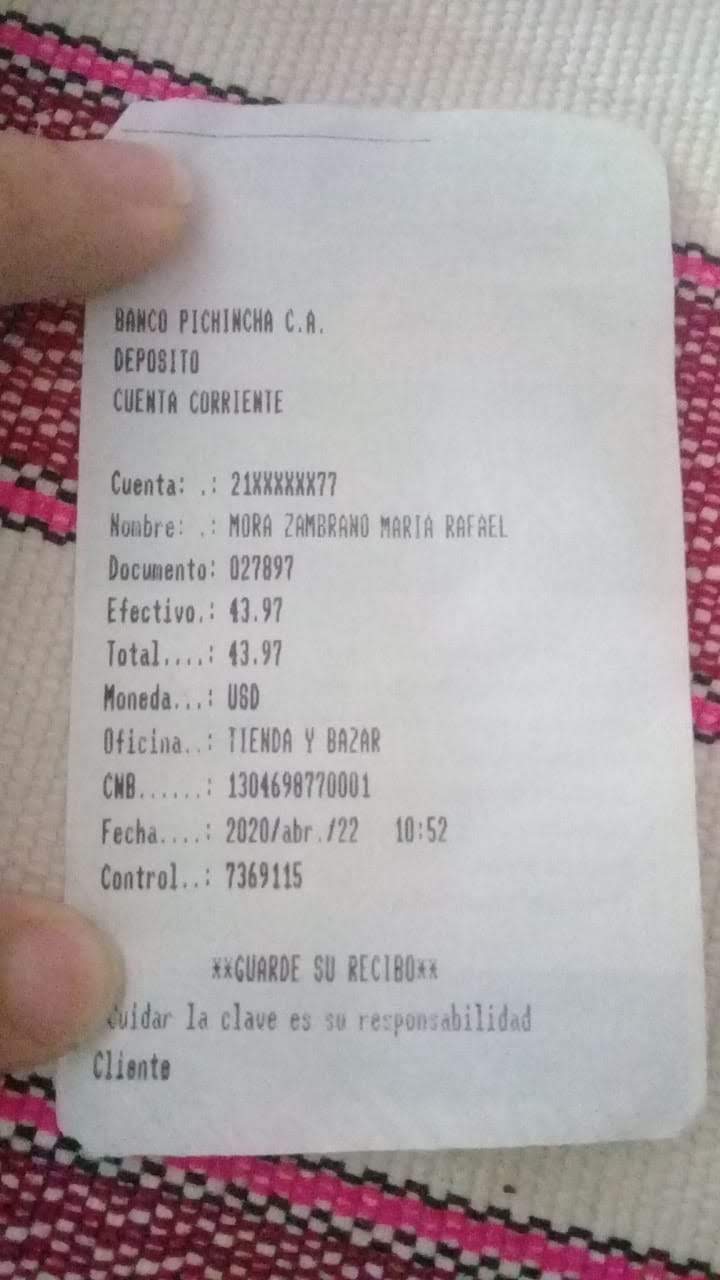 BANCO PICHINCHA C.A.
DEPOSITO
CUENTA CORRIENTE
Cuenta: .: 21XXXXXX77
Nombre: .: MORA ZAMBRANO MARIA RAFAEL
Documento: 027897
Efectivo.: 43.97
Total....: 43.97
Moneda...: USD
Oficina..: TIENDA Y BAZAR
CNB......: 1304698770001
Fecha....: 2020/abr./22 10:52
Control..: 7369115
**GUARDE SU RECIBO**
Cuidar la clave es su responsabilidad
Cliente